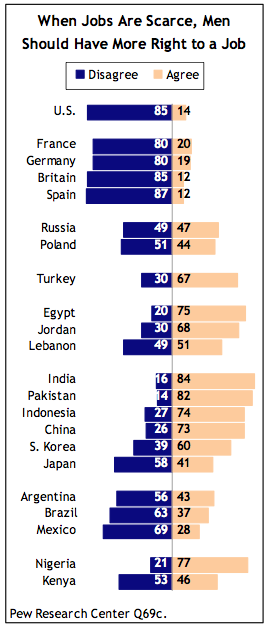 When Jobs Are Scarce, Men
Should Have More Right to a Job
Disagree Agree
U.S. 85 14
France 80 20
Germany 80 19
Britain 85 12
Spain 87 12
Russia 49 47
Poland 51 44
Turkey 30 67
Egypt 20 75
Jordan 30 68
Lebanon 49 51
India 16 84
Pakistan 14 82
Indonesia 27 74
China 26 73
S. Korea 39 60
Japan 58 41
Argentina 56 43
Brazil 63 37
Mexico 69 28
Nigeria 21 77
Kenya 53 46
Pew Research Center Q69c.